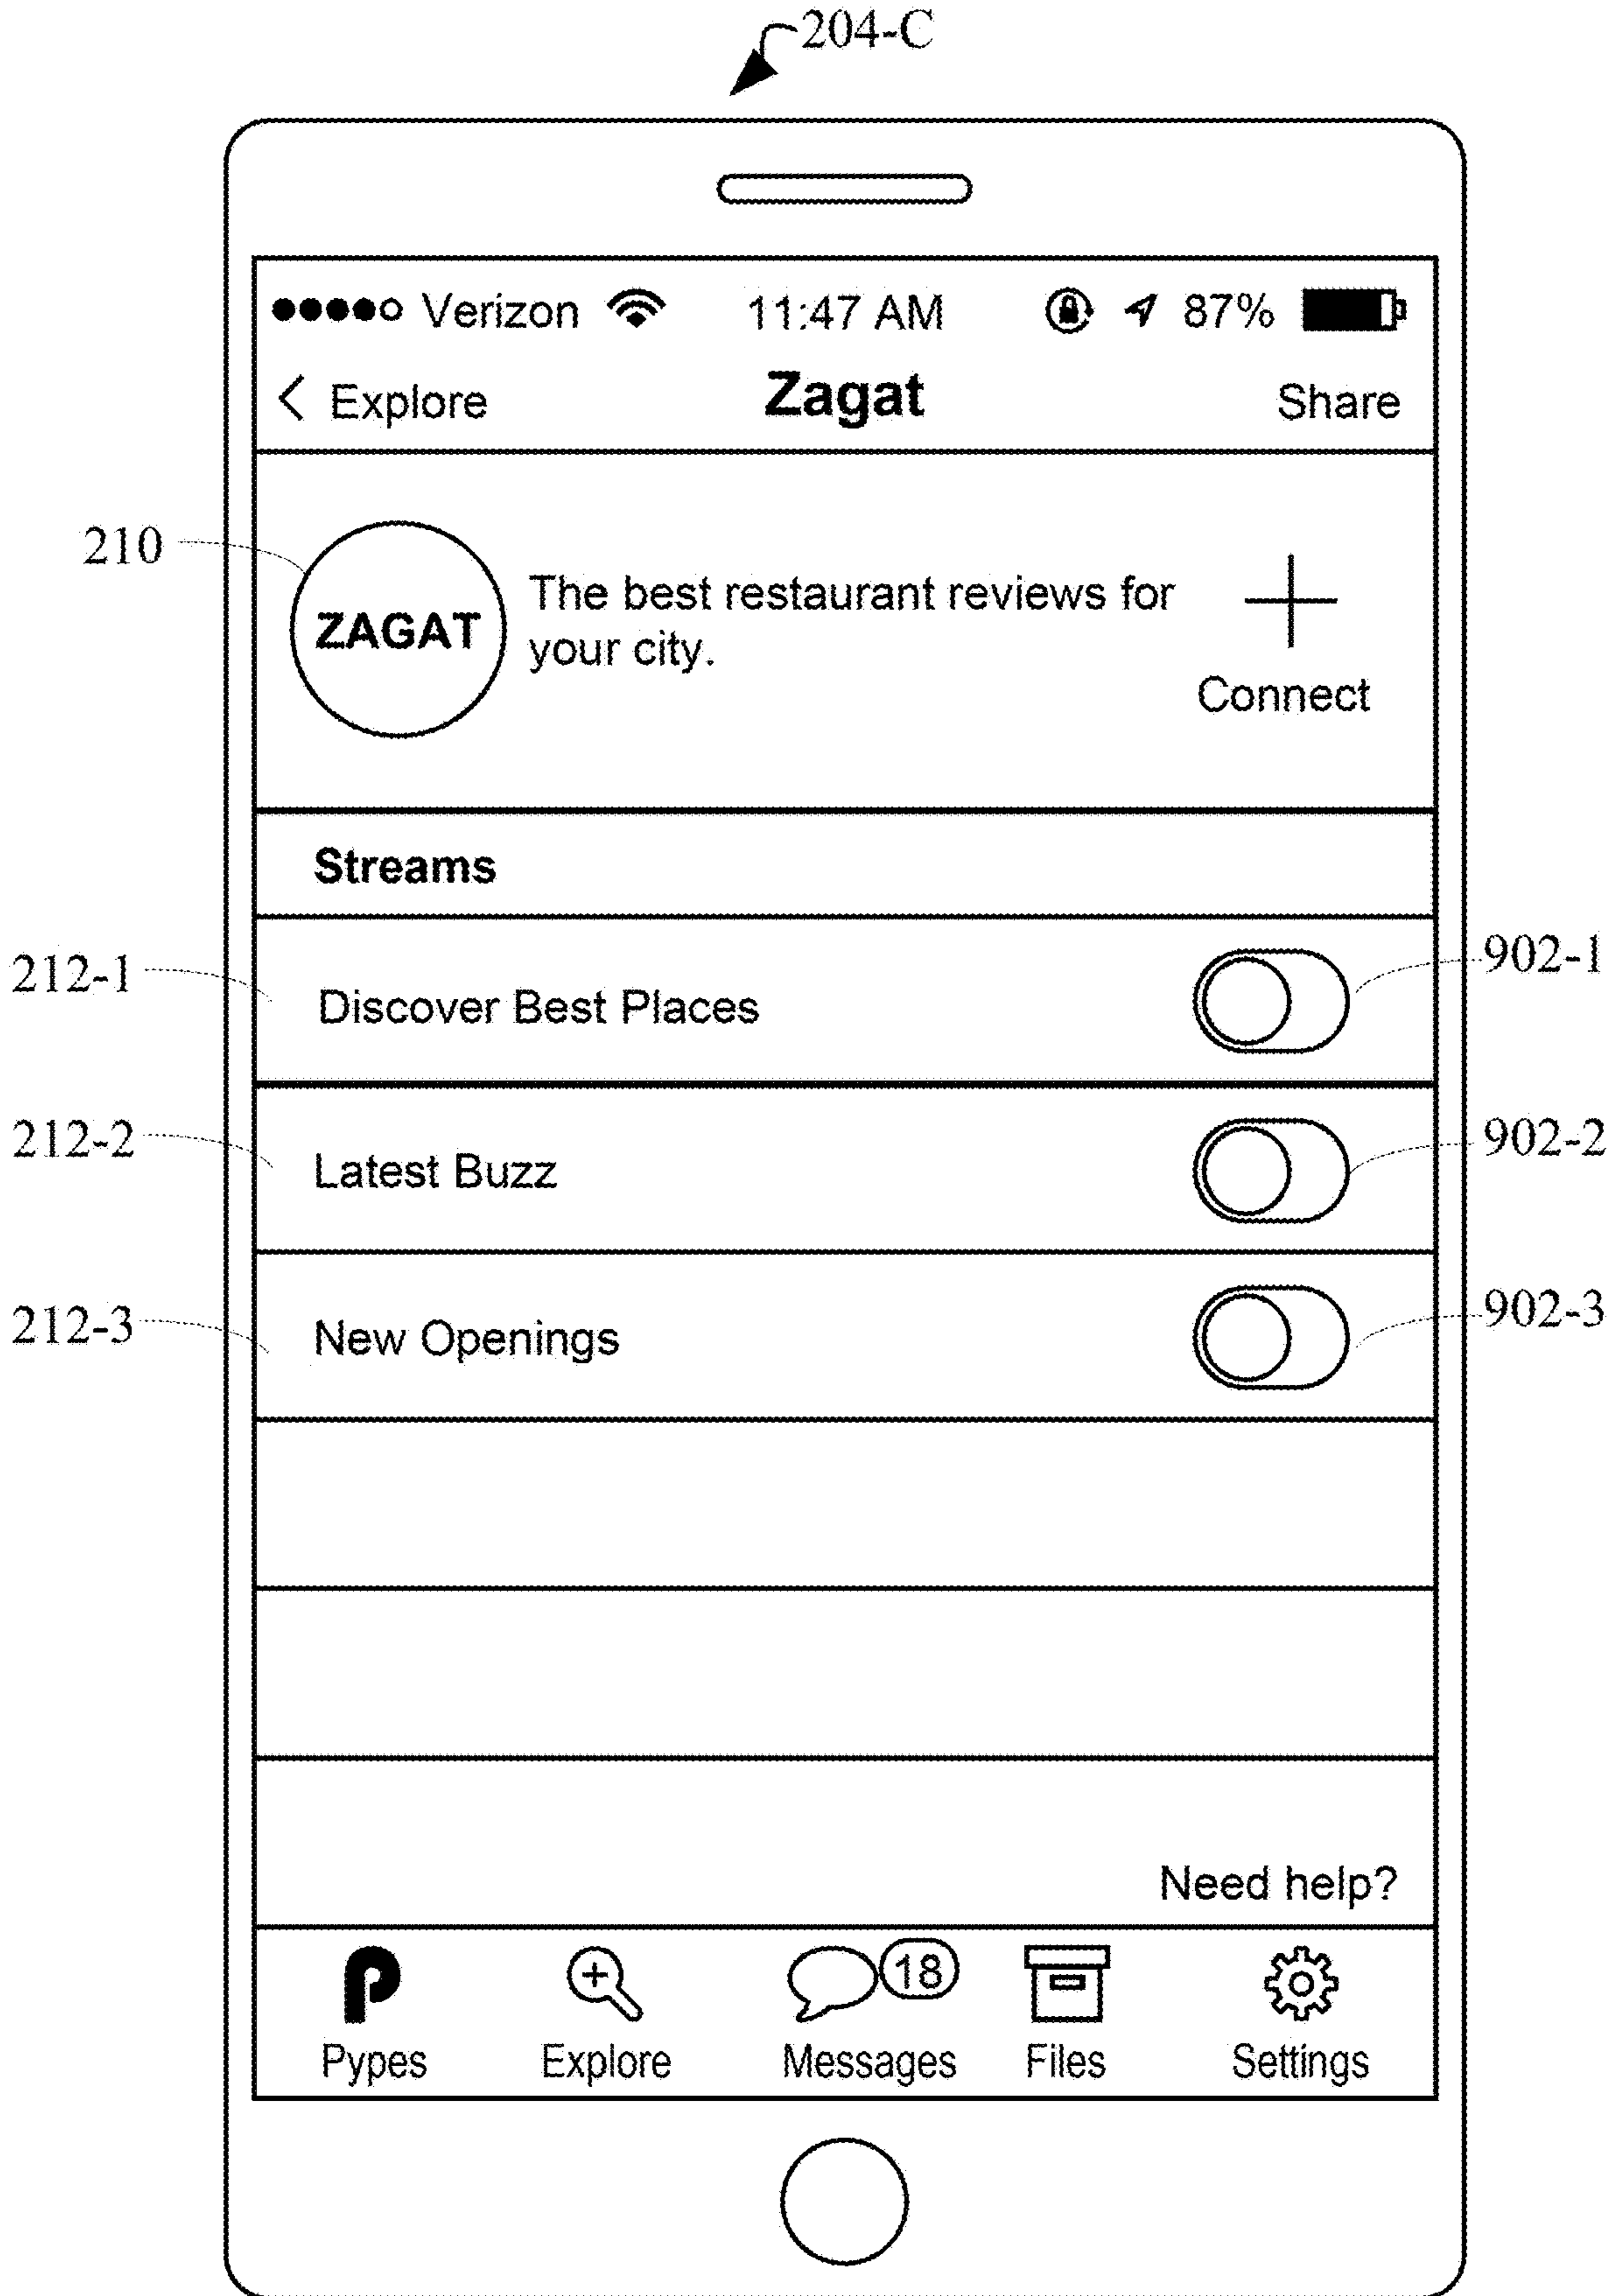 204-C
Verizon 11:47 AM 87%
< Explore Zagat Share
210
ZAGAT
The best restaurant reviews for
your city.
Connect
Streams
212-1 Discover Best Places 902-1
212-2 Latest Buzz 902-2
212-3 New Openings 902-3
Need help?
18
Pypes Explore Messages Files Settings